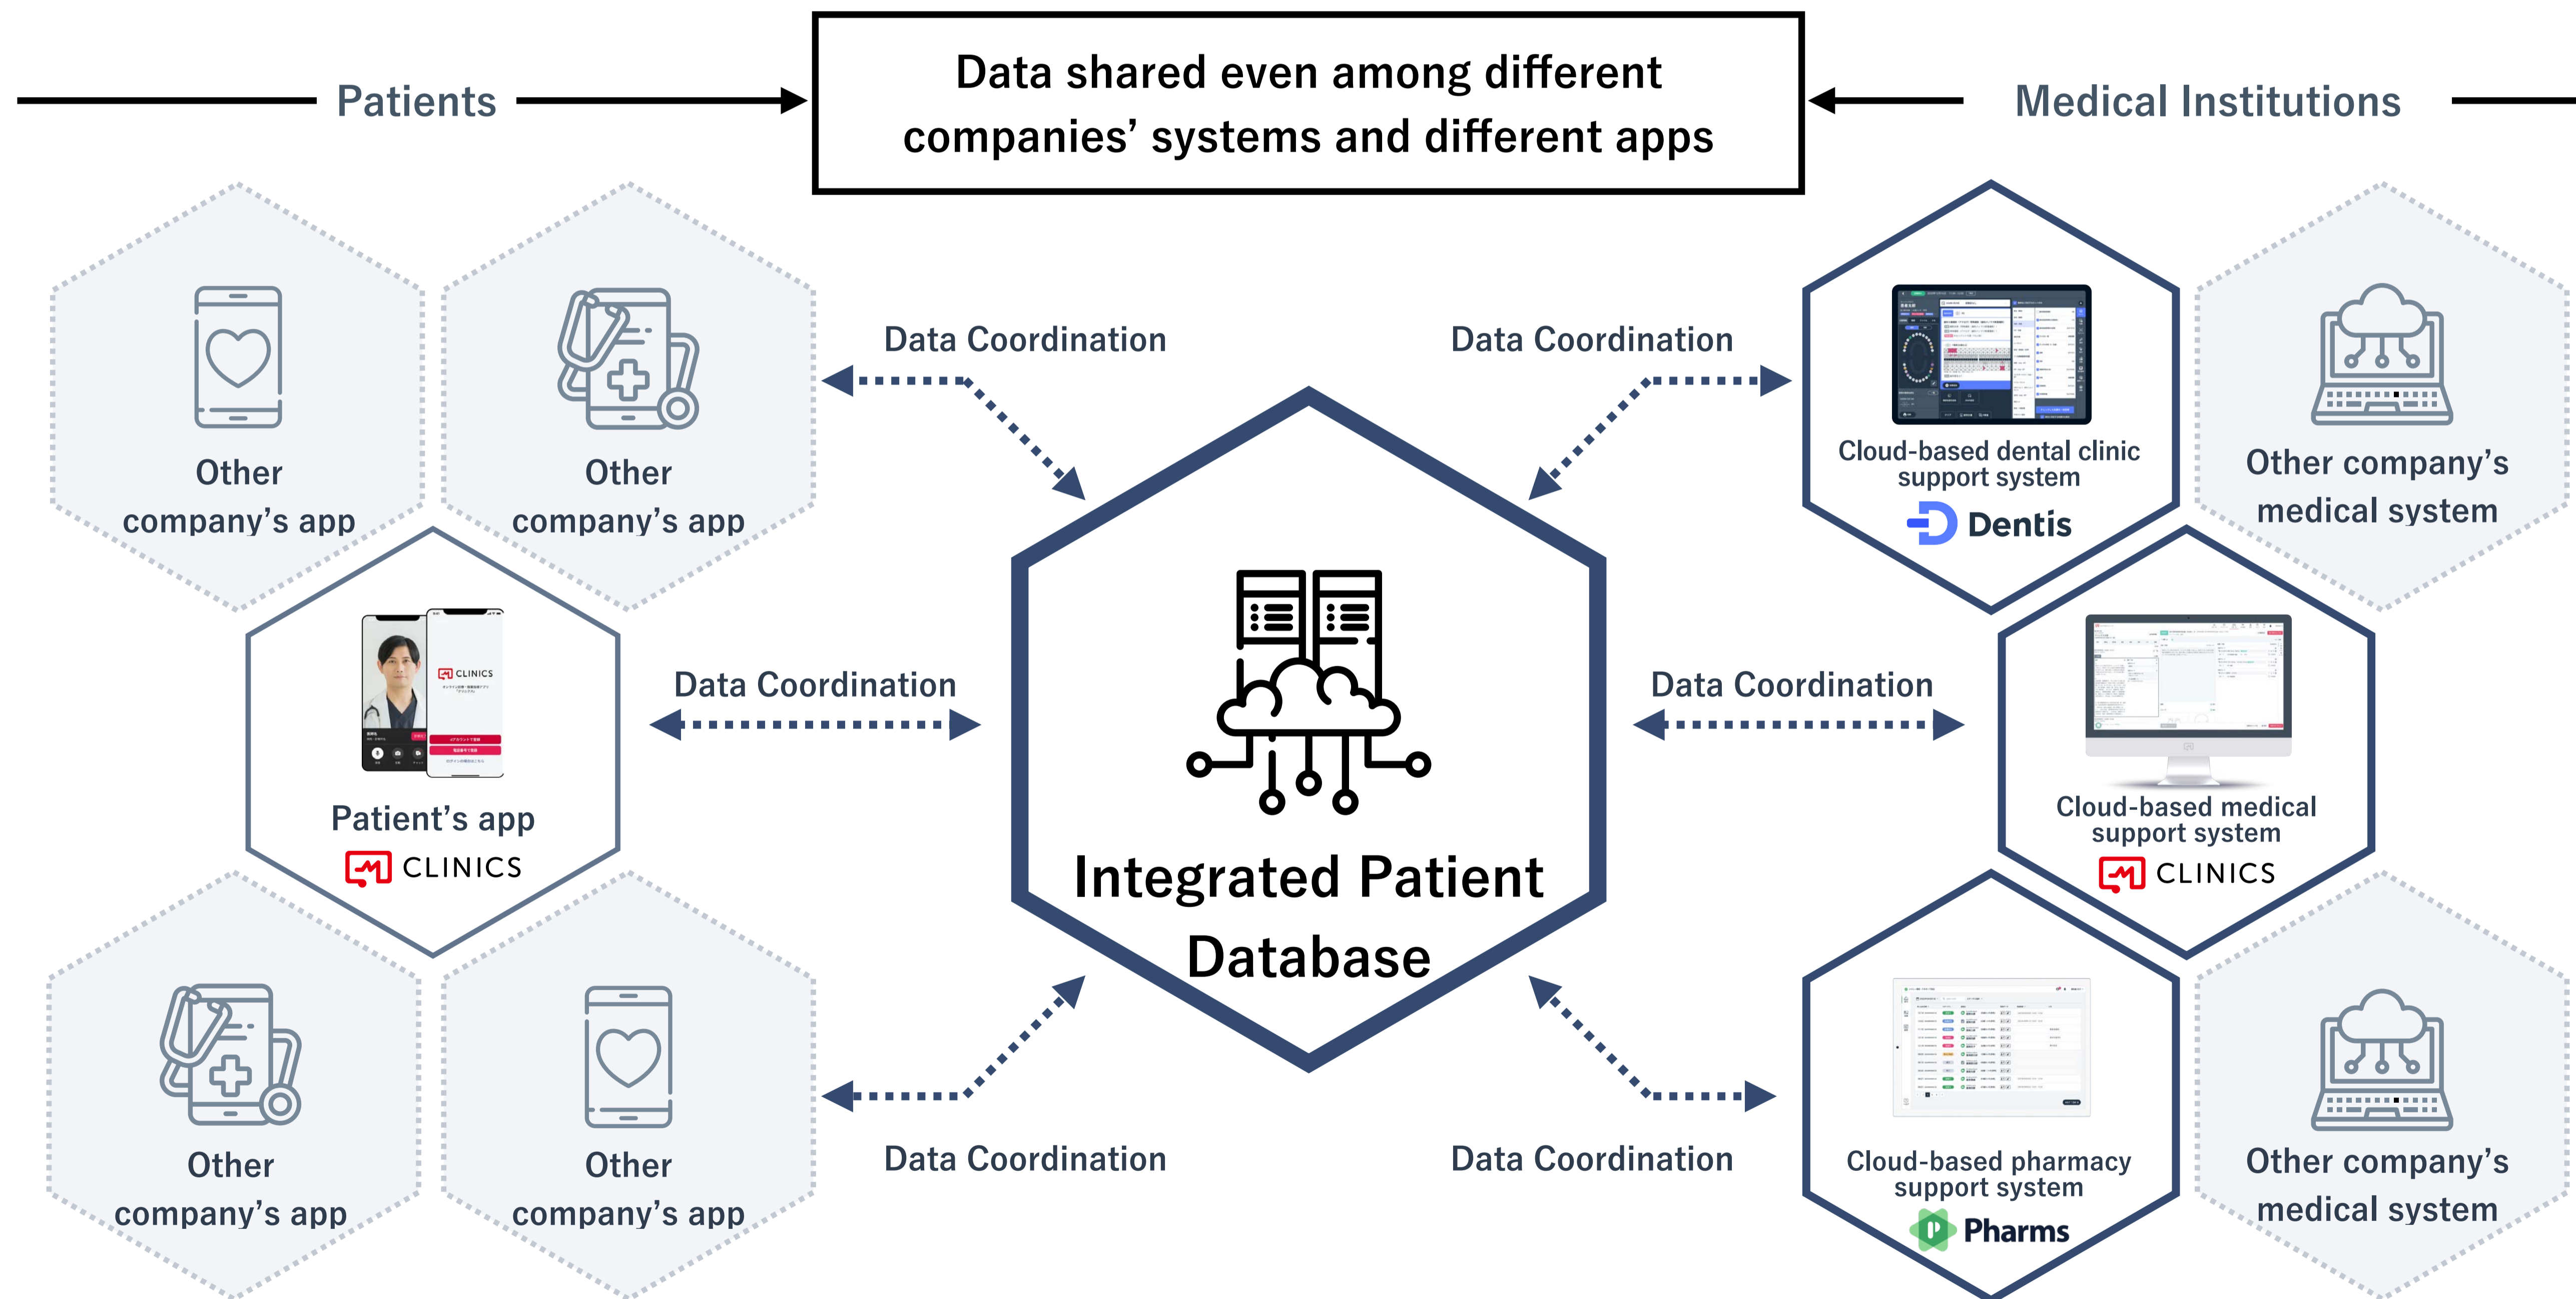 Patients
Data shared even among different
companies’ systems and different apps
Medical Institutions
Other
company’s app
Other
company’s app
Data Coordination
Data Coordination
Cloud-based dental clinic
support system
Dentis
Other company’s
medical system
CLINICS
Patient’s app
CLINICS
Data Coordination
Integrated Patient
Database
Data Coordination
Cloud-based medical
support system
CLINICS
Other
company’s app
Other
company’s app
Data Coordination
Data Coordination
Cloud-based pharmacy
support system
Pharms
Other company’s
medical system